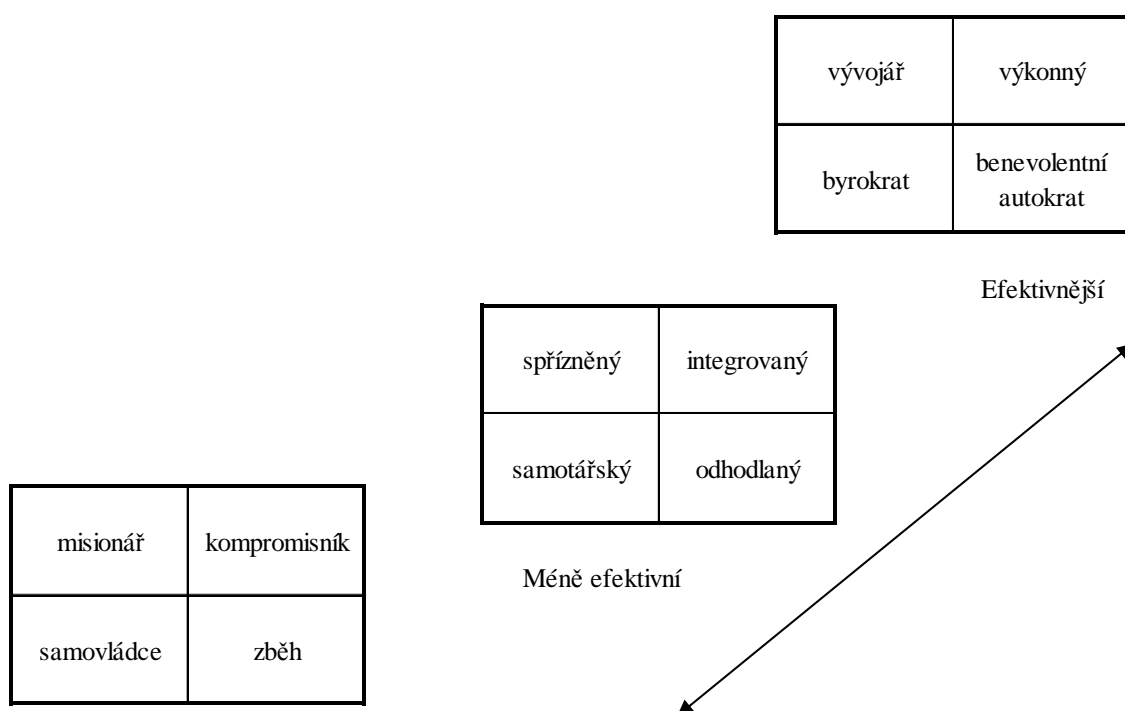 vývojář
výkonný
byrokrat
benevolentní
autokrat
Efektivnější
spřízněný
integrovaný
samotářský
odhodlaný
Méně efektivní
misionář
kompromisník
samovládce
zběh